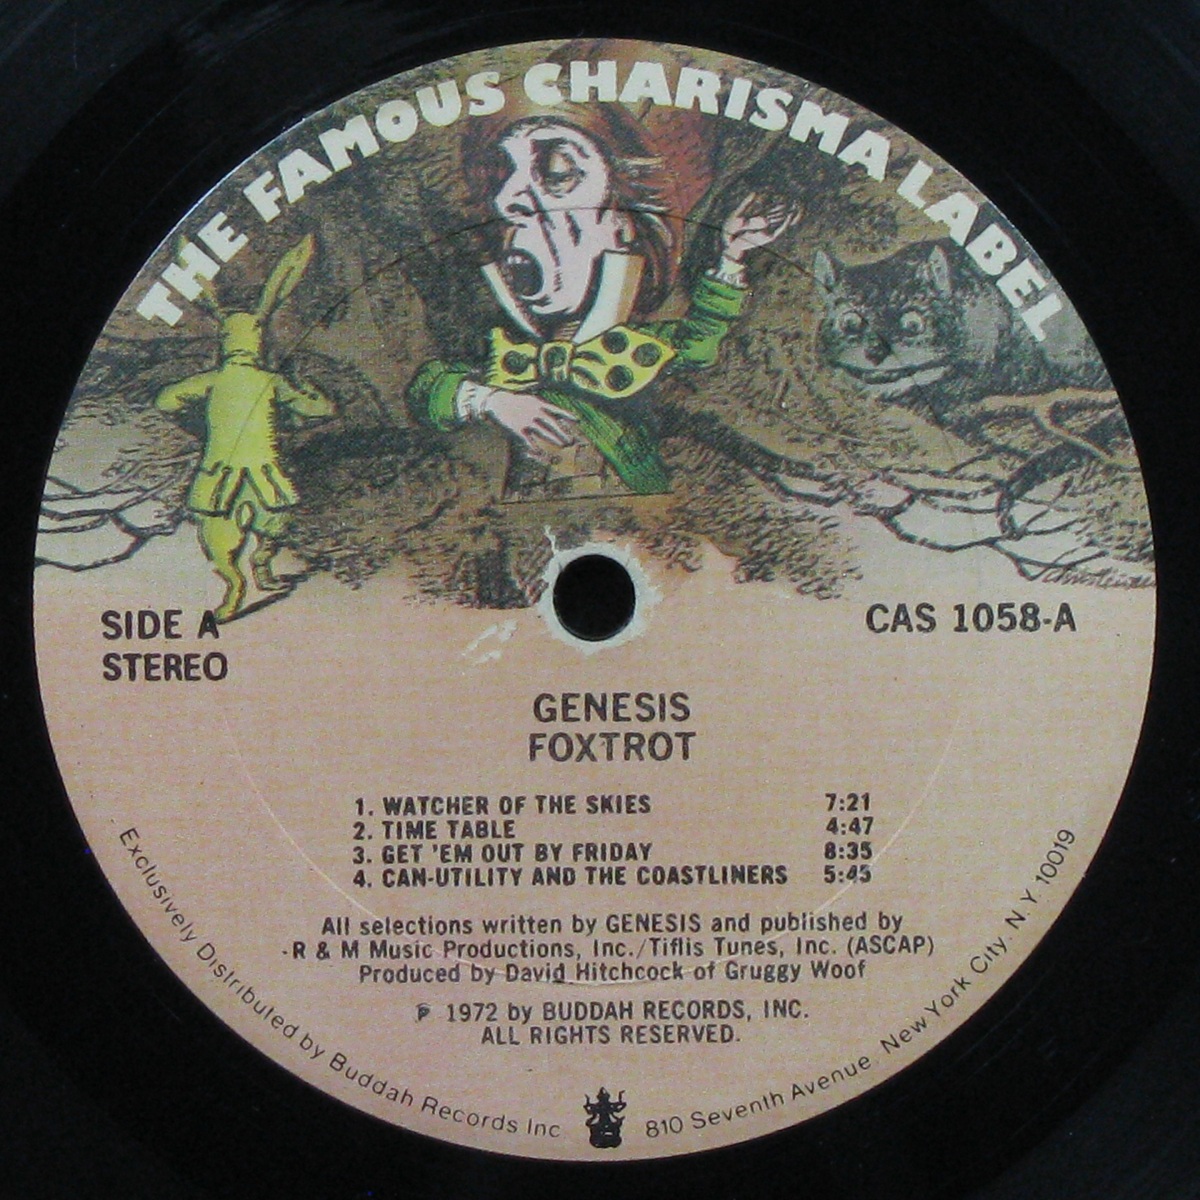 THE FAMOUS CHARISMA LABEL
SIDE A
STEREO
CAS 1058-A
GENESIS
FOXTROT
1. WATCHER OF THE SKIES 7:21
2. TIME TABLE 4:47
3. GET 'EM OUT BY FRIDAY 8:35
4. CAN-UTILITY AND THE COASTLINERS 5:45
All selections written by GENESIS and published by
R & M Music Productions, Inc./Tiflis Tunes, Inc. (ASCAP)
Produced by David Hitchcock of Gruggy Woof
℗ 1972 by BUDDAH RECORDS, INC.
ALL RIGHTS RESERVED.
Exclusively Distributed by Buddah Records Inc 810 Seventh Avenue, New York City, N.Y. 10019